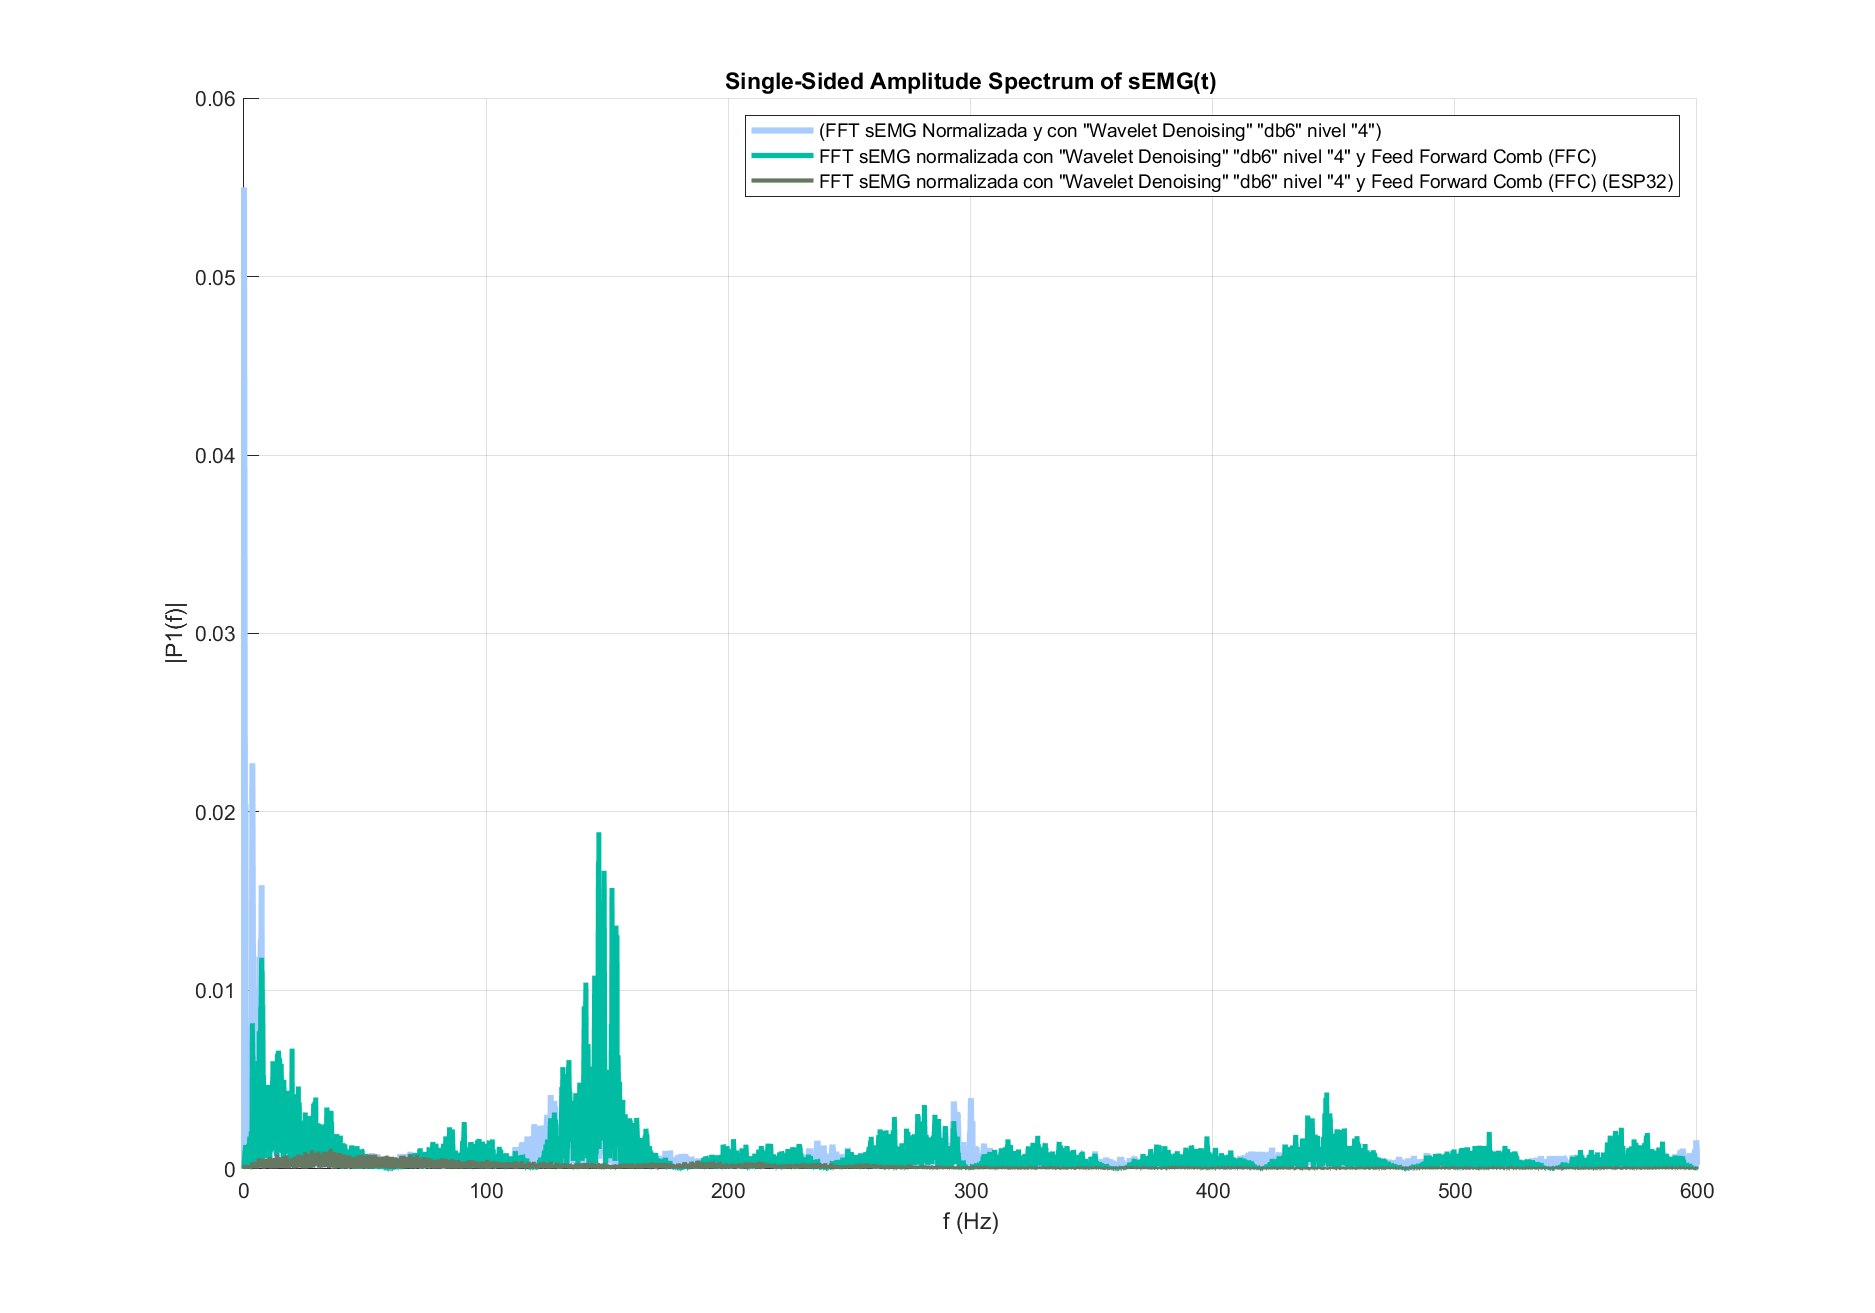 Single-Sided Amplitude Spectrum of sEMG(t)
(FFT sEMG Normalizada y con "Wavelet Denoising" "db6" nivel "4")
FFT sEMG normalizada con "Wavelet Denoising" "db6" nivel "4" y Feed Forward Comb (FFC)
FFT sEMG normalizada con "Wavelet Denoising" "db6" nivel "4" y Feed Forward Comb (FFC) (ESP32)
|P1(f)|
0.06
0.05
0.04
0.03
0.02
0.01
0
0 100 200 300 400 500 600
f (Hz)